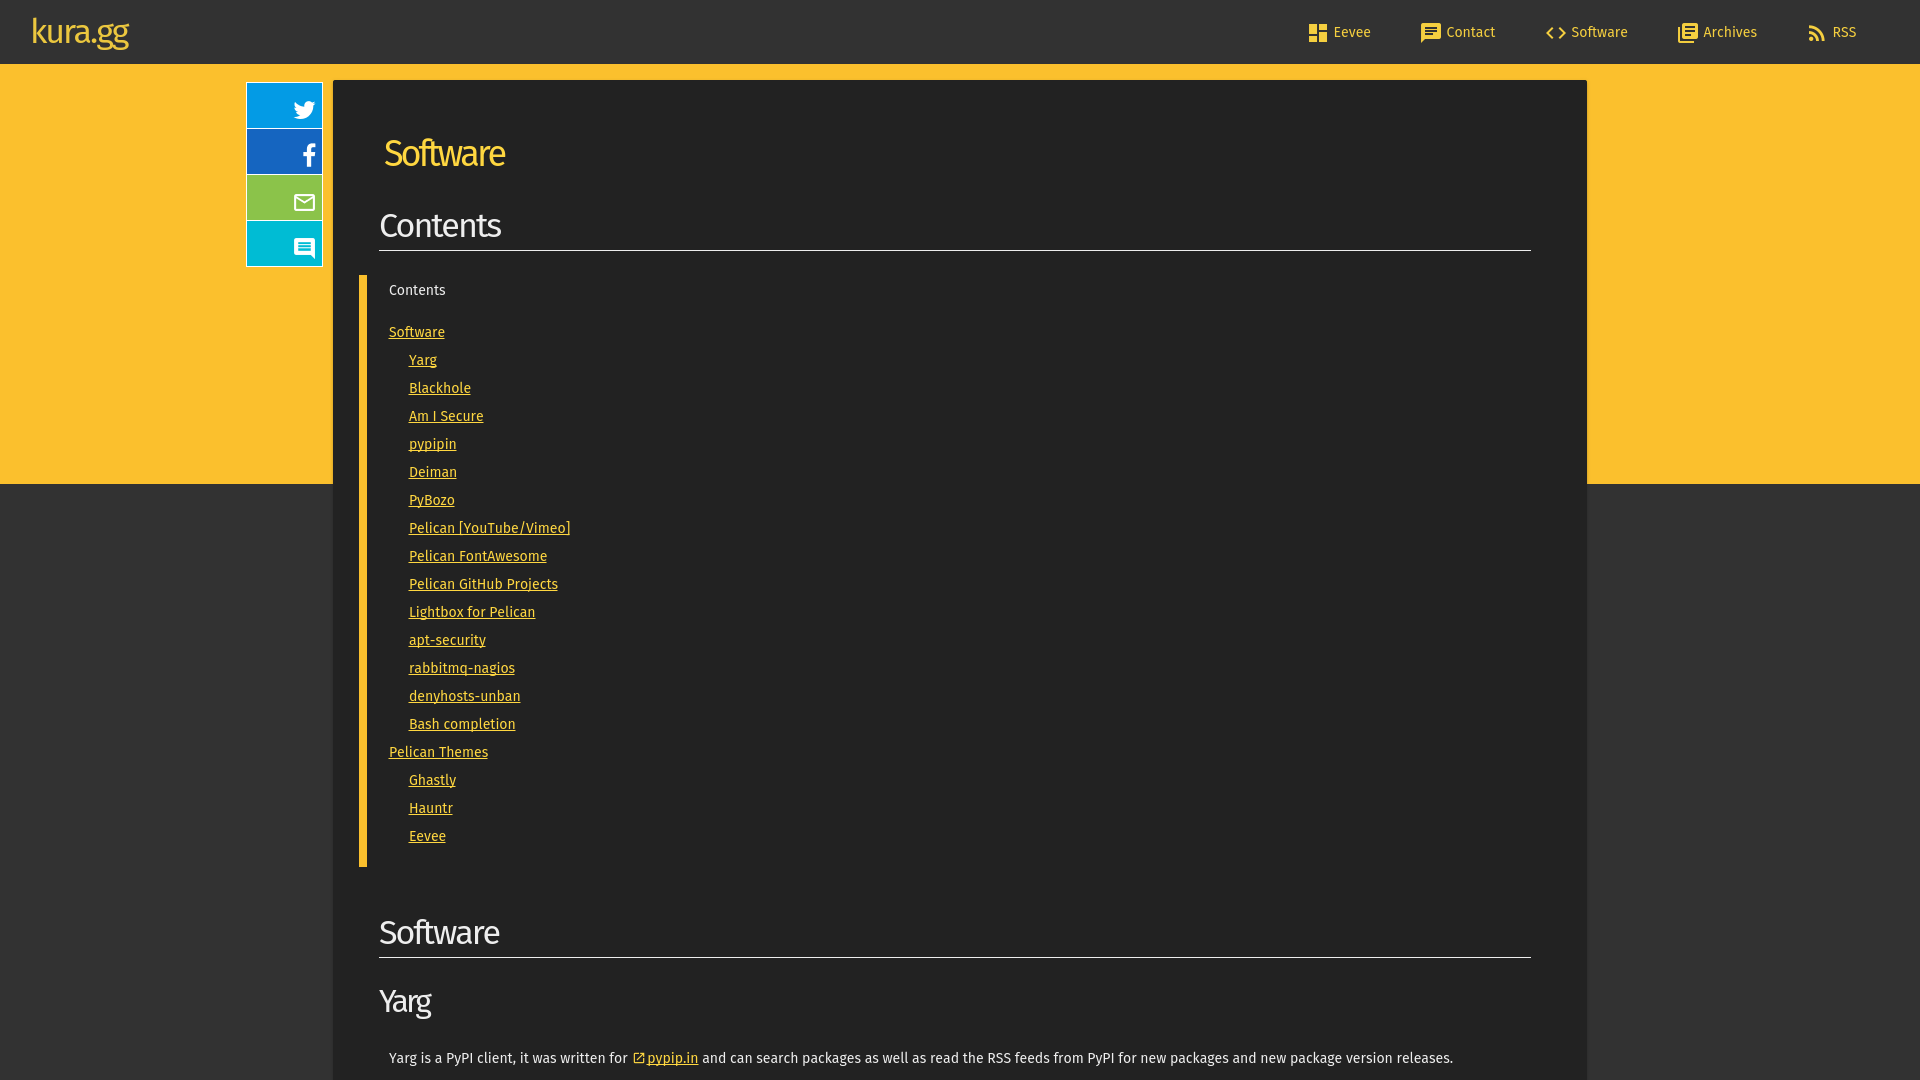 kura.gg
Eevee
Contact
Software
Archives
RSS
Software
Contents
Contents
Software
Yarg
Blackhole
Am I Secure
pypipin
Deiman
PyBozo
Pelican [YouTube/Vimeo]
Pelican FontAwesome
Pelican GitHub Projects
Lightbox for Pelican
apt-security
rabbitmq-nagios
denyhosts-unban
Bash completion
Pelican Themes
Ghastly
Hauntr
Eevee
Software
Yarg
Yarg is a PyPI client, it was written for pypip.in and can search packages as well as read the RSS feeds from PyPI for new packages and new package version releases.